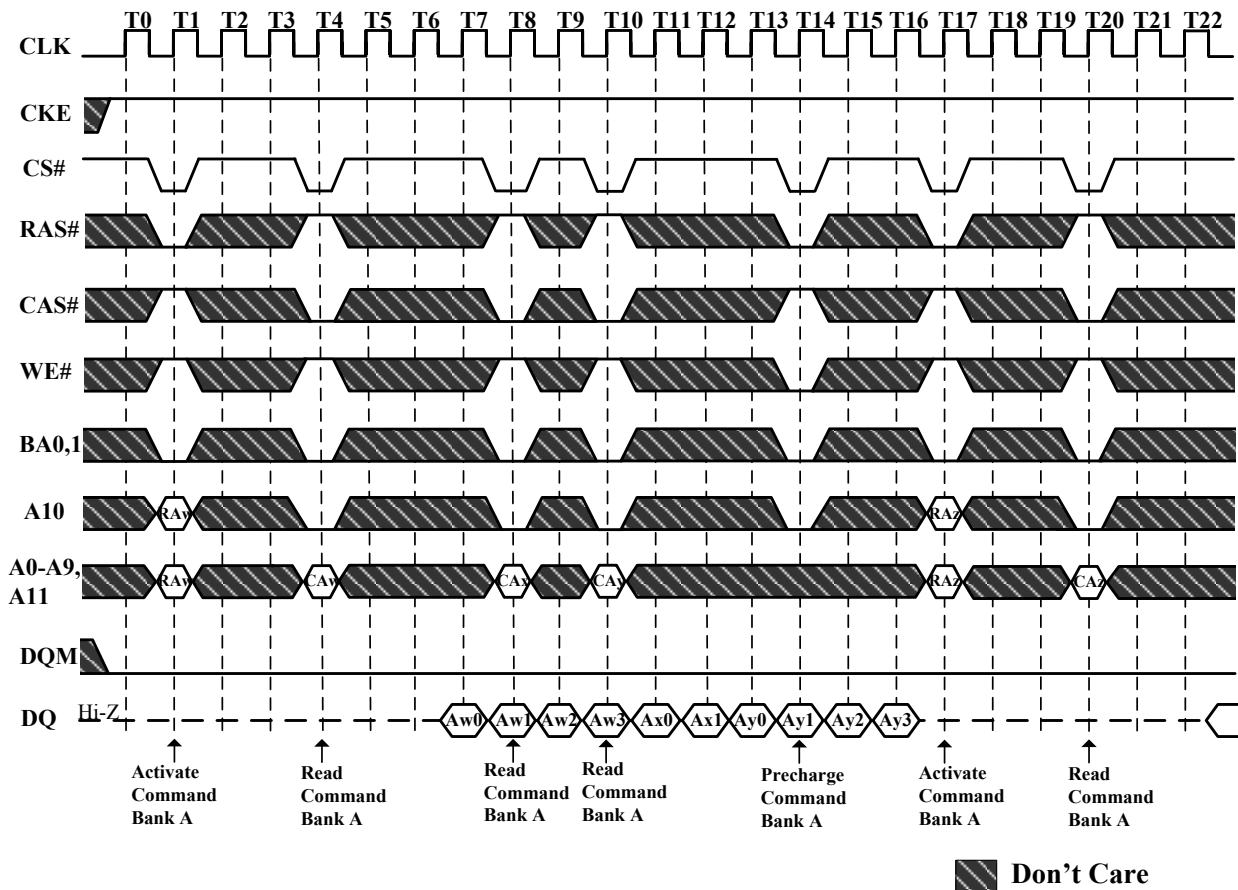 T0 T1 T2 T3 T4 T5 T6 T7 T8 T9 T10 T11 T12 T13 T14 T15 T16 T17 T18 T19 T20 T21 T22
CLK
CKE
CS#
RAS#
CAS#
WE#
BA0,1
A10 RAw RAz
A0-A9,
A11 RAw CAw CAx CAy RAz CAz
DQM
DQ Hi-Z Aw0 Aw1 Aw2 Aw3 Ax0 Ax1 Ay0 Ay1 Ay2 Ay3
Activate
Command
Bank A
Read
Command
Bank A
Read
Command
Bank A
Read
Command
Bank A
Precharge
Command
Bank A
Activate
Command
Bank A
Read
Command
Bank A
Don't Care